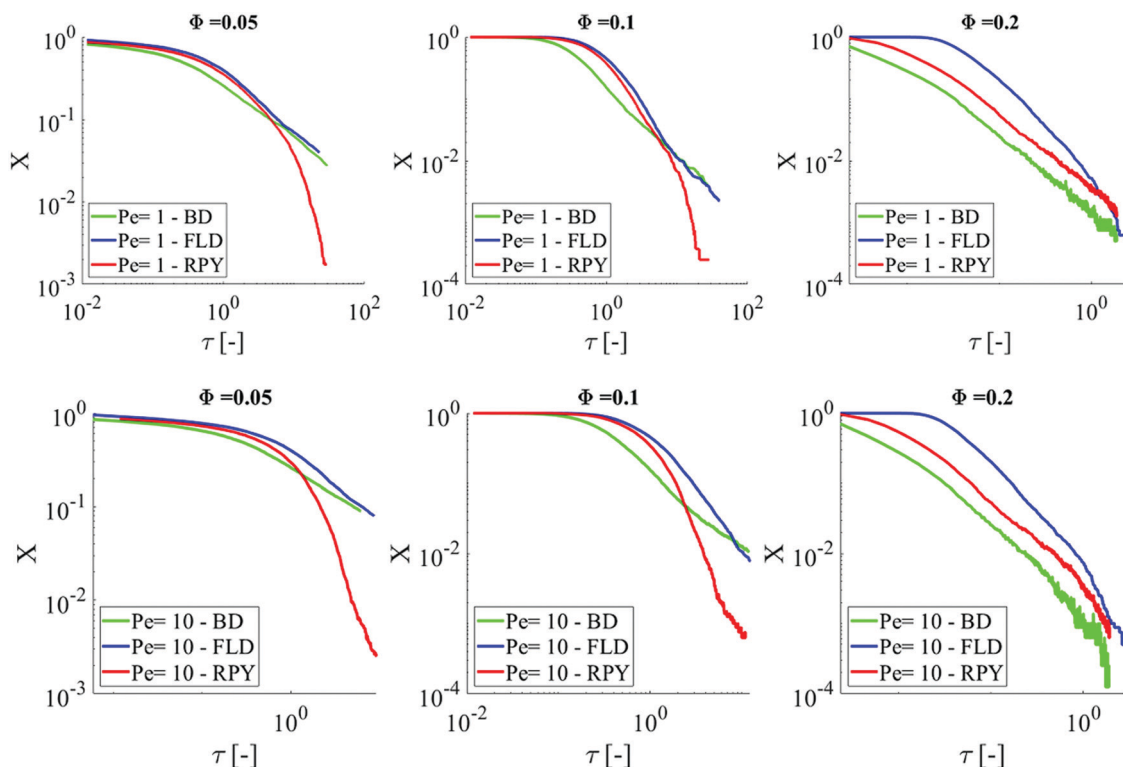 Φ =0.05
10^0
10^-1
10^-2
10^-3
X
Pe= 1 - BD
Pe= 1 - FLD
Pe= 1 - RPY
10^-2
10^0
10^2
τ [-]
Φ =0.1
10^0
10^-2
10^-4
X
Pe= 1 - BD
Pe= 1 - FLD
Pe= 1 - RPY
10^-2
10^0
10^2
τ [-]
Φ =0.2
10^0
10^-2
10^-4
X
Pe= 1 - BD
Pe= 1 - FLD
Pe= 1 - RPY
10^0
τ [-]
Φ =0.05
10^0
10^-1
10^-2
10^-3
X
Pe= 10 - BD
Pe= 10 - FLD
Pe= 10 - RPY
10^0
τ [-]
Φ =0.1
10^0
10^-2
10^-4
X
Pe= 10 - BD
Pe= 10 - FLD
Pe= 10 - RPY
10^-2
10^0
τ [-]
Φ =0.2
10^0
10^-2
10^-4
X
Pe= 10 - BD
Pe= 10 - FLD
Pe= 10 - RPY
10^0
τ [-]